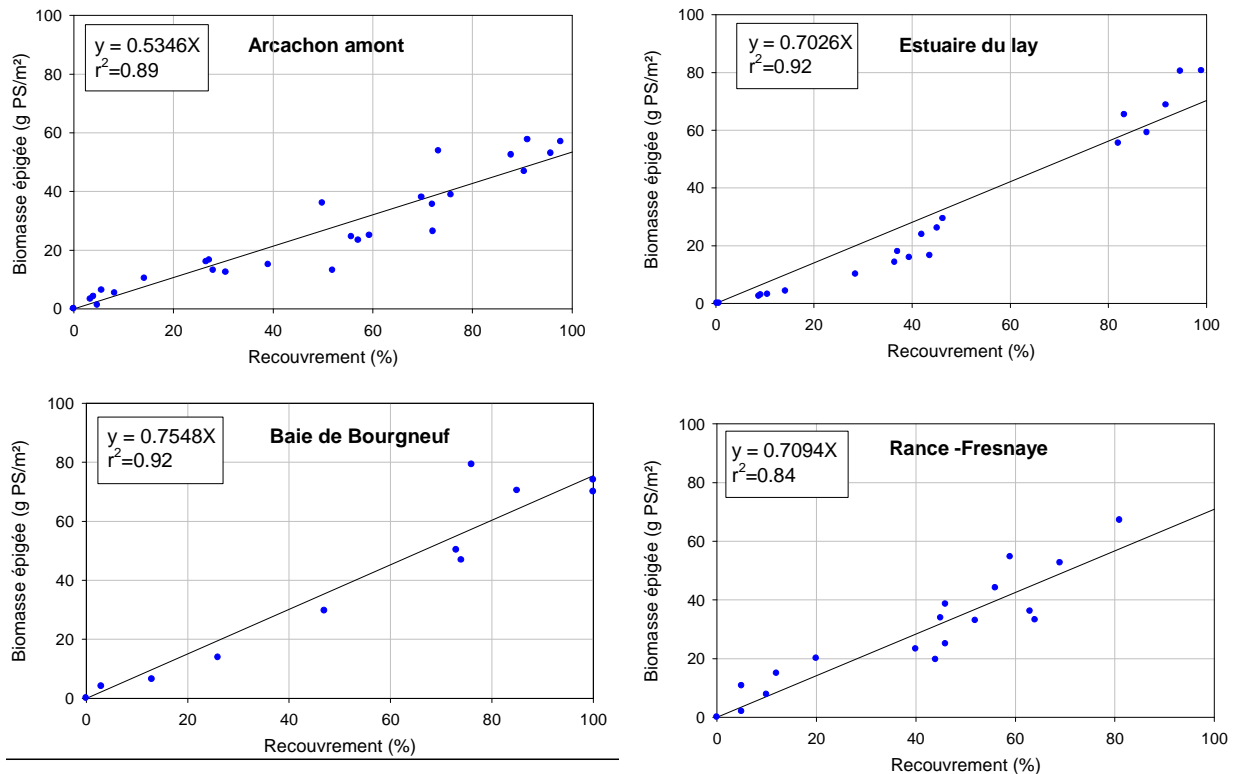 y = 0.5346X
r²=0.89
Arcachon amont
Biomasse épigée (g PS/m²)
100
80
60
40
20
0
0 20 40 60 80 100
Recouvrement (%)
y = 0.7026X
r²=0.92
Estuaire du lay
Biomasse épigée (g PS/m²)
100
80
60
40
20
0
0 20 40 60 80 100
Recouvrement (%)
y = 0.7548X
r²=0.92
Baie de Bourgneuf
Biomasse épigée (g PS/m²)
100
80
60
40
20
0
0 20 40 60 80 100
Recouvrement (%)
y = 0.7094X
r²=0.84
Rance -Fresnaye
Biomasse épigée (g PS/m²)
100
80
60
40
20
0
0 20 40 60 80 100
Recouvrement (%)